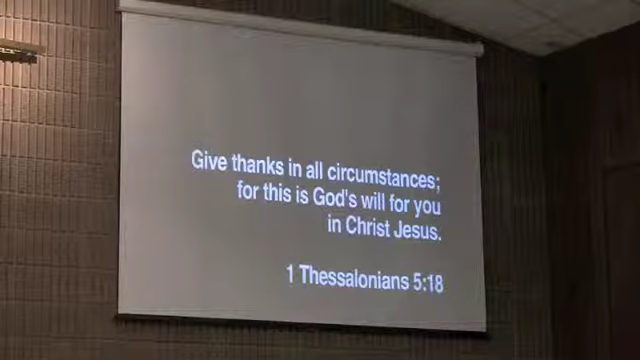 Give thanks in all circumstances;
for this is God's will for you
in Christ Jesus.
1 Thessalonians 5:18